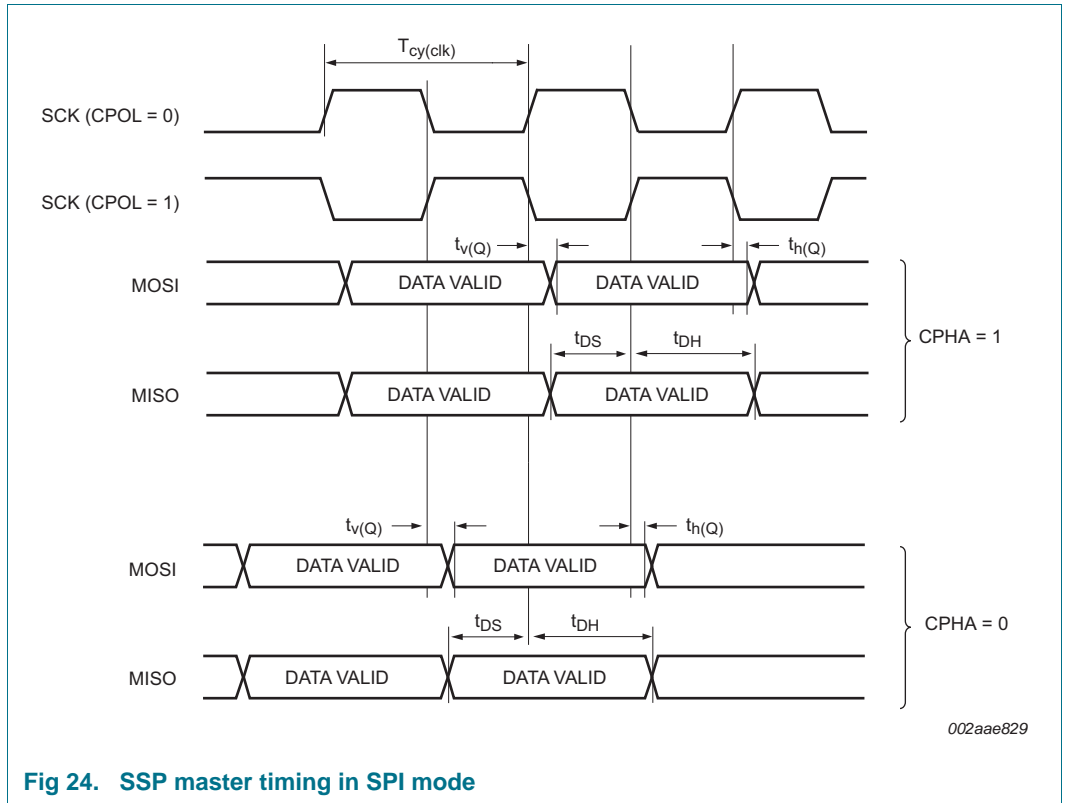 Tcy(clk)
SCK (CPOL = 0)
SCK (CPOL = 1)
tv(Q)
th(Q)
MOSI
DATA VALID
DATA VALID
CPHA = 1
tDS
tDH
MISO
DATA VALID
DATA VALID
tv(Q)
th(Q)
MOSI
DATA VALID
DATA VALID
CPHA = 0
tDS
tDH
MISO
DATA VALID
DATA VALID
002aae829
Fig 24. SSP master timing in SPI mode